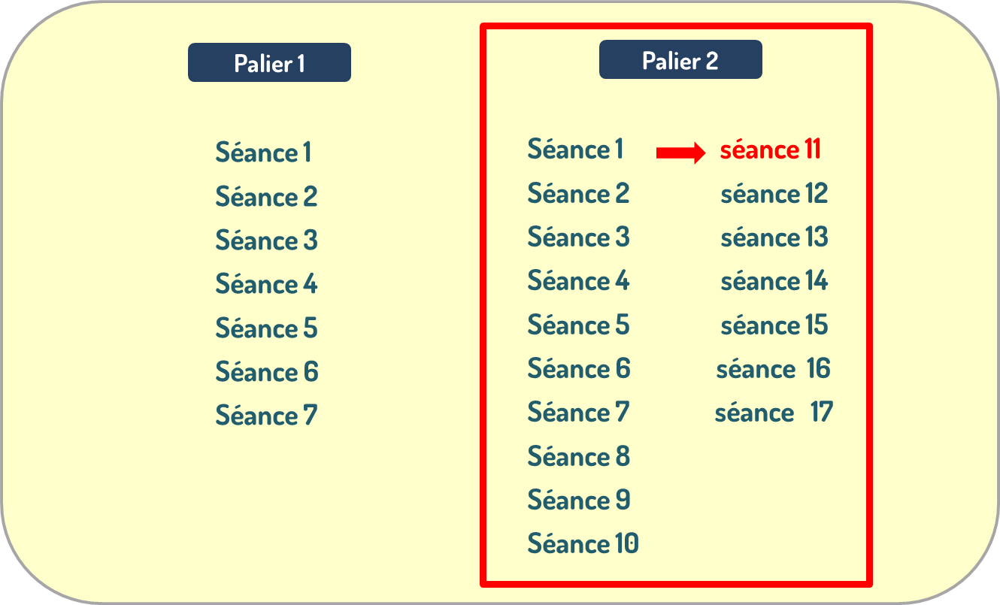 Palier 1
Séance 1
Séance 2
Séance 3
Séance 4
Séance 5
Séance 6
Séance 7
Palier 2
Séance 1
Séance 2
Séance 3
Séance 4
Séance 5
Séance 6
Séance 7
Séance 8
Séance 9
Séance 10
séance 11
séance 12
séance 13
séance 14
séance 15
séance 16
séance 17